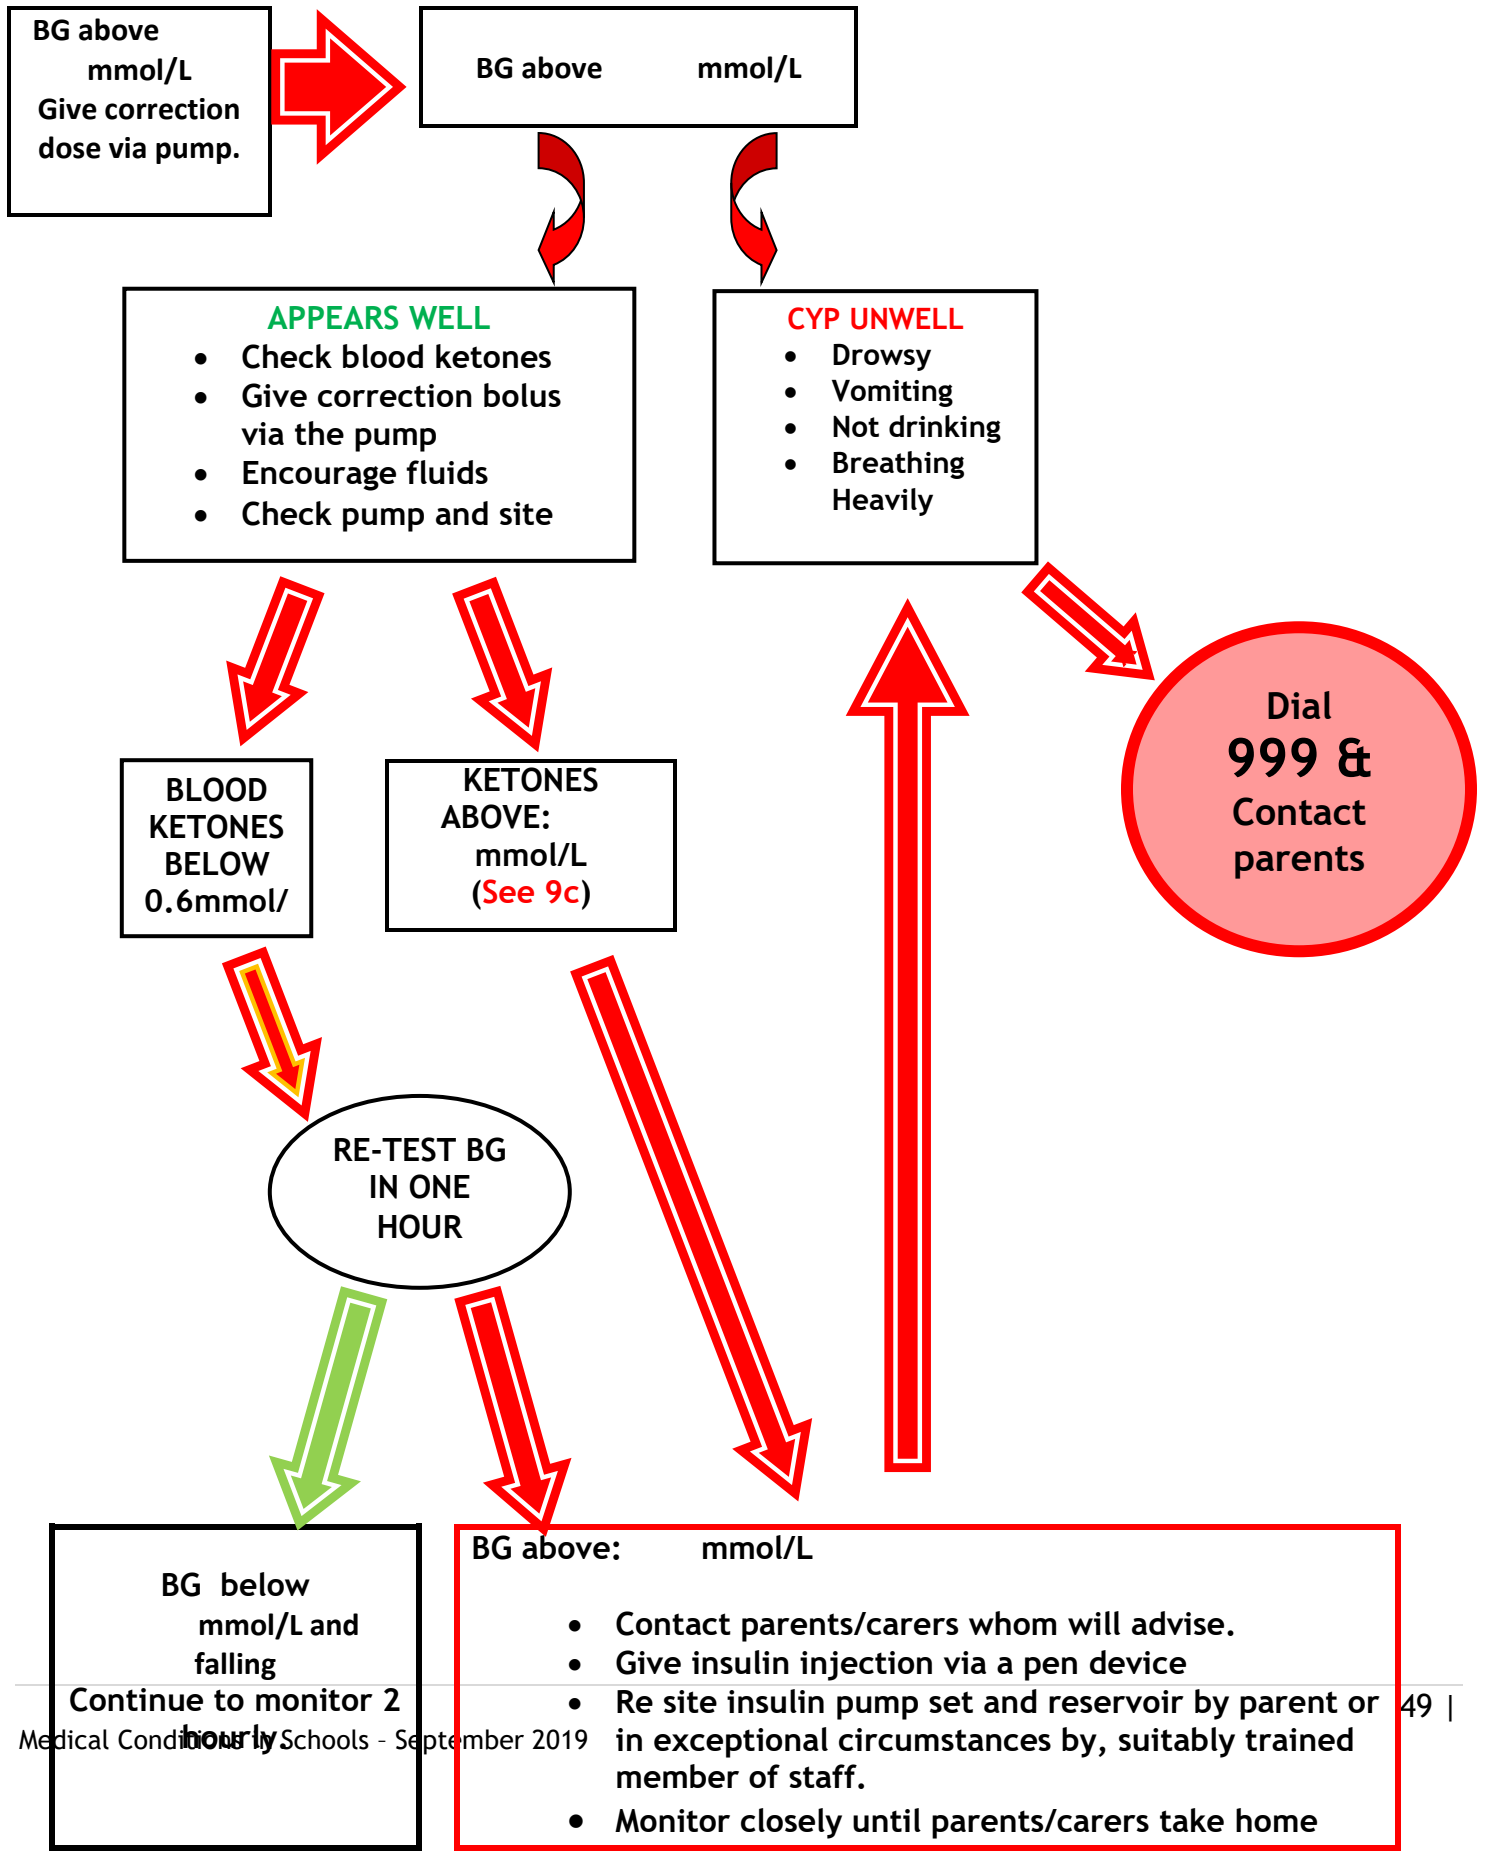 BG above
mmol/L
Give correction
dose via pump.
BG above mmol/L
APPEARS WELL
• Check blood ketones
• Give correction bolus
via the pump
• Encourage fluids
• Check pump and site
CYP UNWELL
• Drowsy
• Vomiting
• Not drinking
• Breathing
Heavily
Dial
999 &
Contact
parents
BLOOD
KETONES
BELOW
0.6mmol/
KETONES
ABOVE:
mmol/L
(See 9c)
RE-TEST BG
IN ONE
HOUR
BG below
mmol/L and
falling
Continue to monitor 2
hourly.
BG above: mmol/L
• Contact parents/carers whom will advise.
• Give insulin injection via a pen device
• Re site insulin pump set and reservoir by parent or
in exceptional circumstances by, suitably trained
member of staff.
• Monitor closely until parents/carers take home
49 |
Medical Conditions in Schools – September 2019